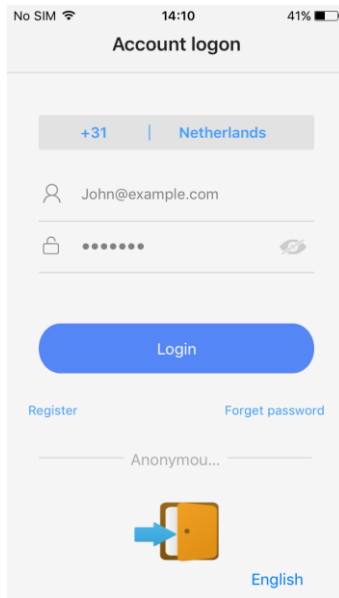 No SIM 14:10 41%
Account logon
+31 | Netherlands
John@example.com
•••••••
Login
Register Forget password
Anonymou...
English